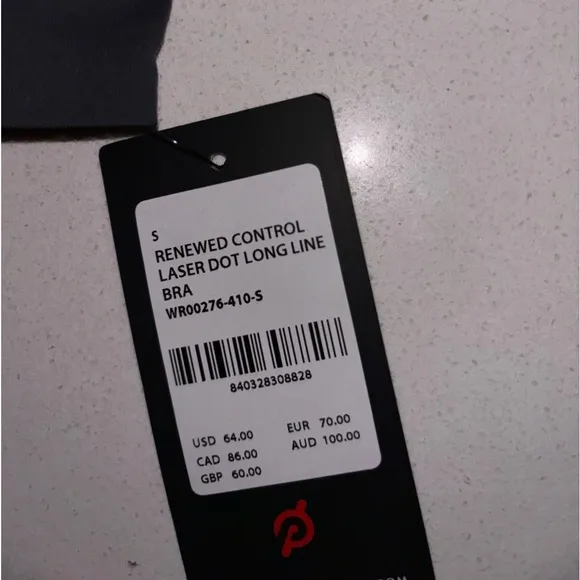 S
RENEWED CONTROL
LASER DOT LONG LINE
BRA
WR00276-410-S
840328308828
USD 64.00 EUR 70.00
CAD 86.00 AUD 100.00
GBP 60.00